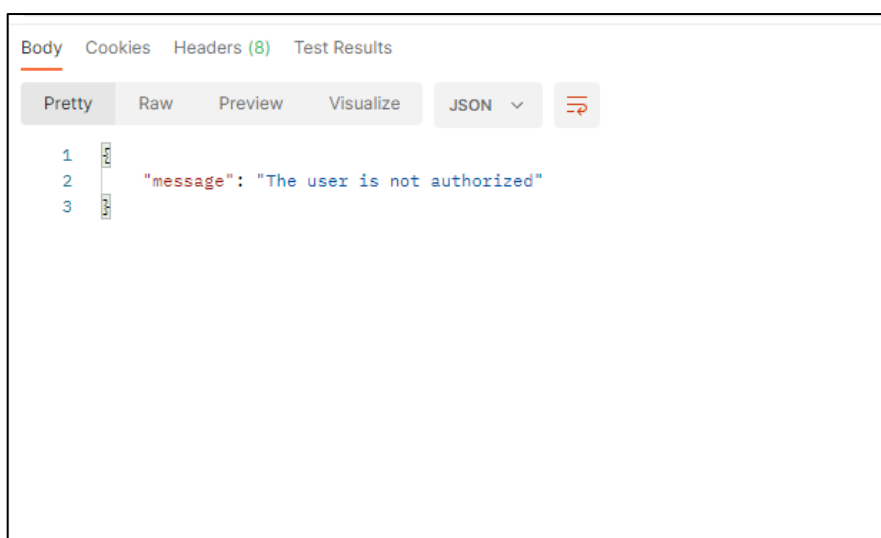 Body Cookies Headers (8) Test Results
Pretty Raw Preview Visualize JSON
1 {
2 "message": "The user is not authorized"
3 }